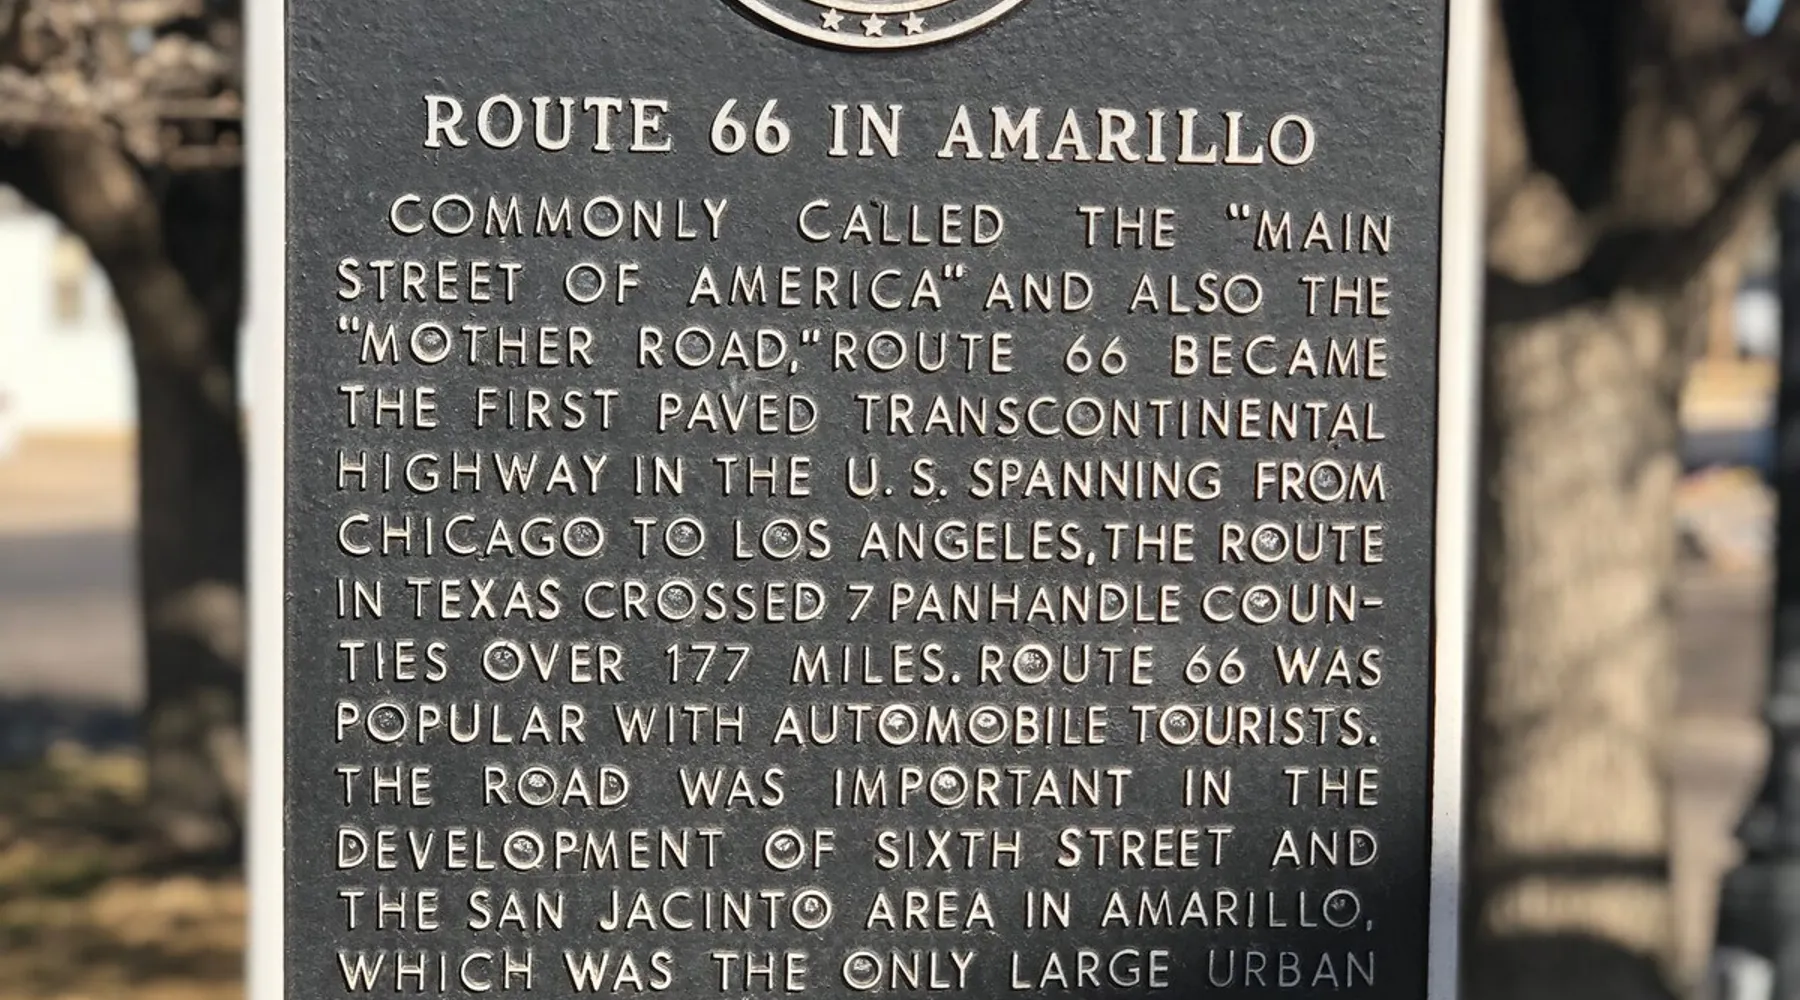 ROUTE 66 IN AMARILLO
COMMONLY CALLED THE "MAIN
STREET OF AMERICA" AND ALSO THE
"MOTHER ROAD," ROUTE 66 BECAME
THE FIRST PAVED TRANSCONTINENTAL
HIGHWAY IN THE U.S. SPANNING FROM
CHICAGO TO LOS ANGELES, THE ROUTE
IN TEXAS CROSSED 7 PANHANDLE COUN-
TIES OVER 177 MILES. ROUTE 66 WAS
POPULAR WITH AUTOMOBILE TOURISTS.
THE ROAD WAS IMPORTANT IN THE
DEVELOPMENT OF SIXTH STREET AND
THE SAN JACINTO AREA IN AMARILLO,
WHICH WAS THE ONLY LARGE URBAN